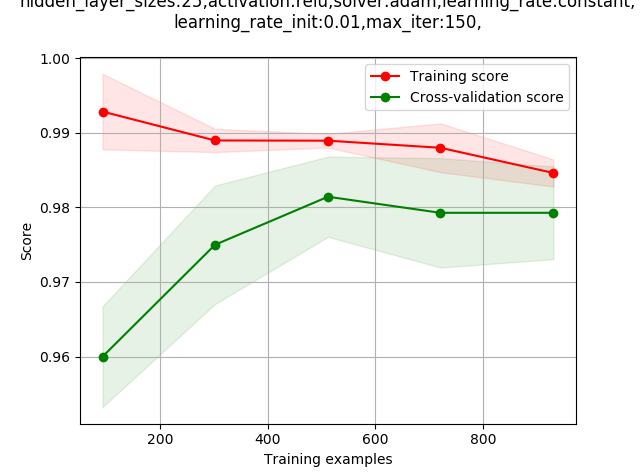 hidden_layer_sizes:25,activation:relu,solver:adam,learning_rate:constant,
learning_rate_init:0.01,max_iter:150,
1.00
Training score
Cross-validation score
0.99
0.98
0.97
0.96
Score
200 400 600 800
Training examples